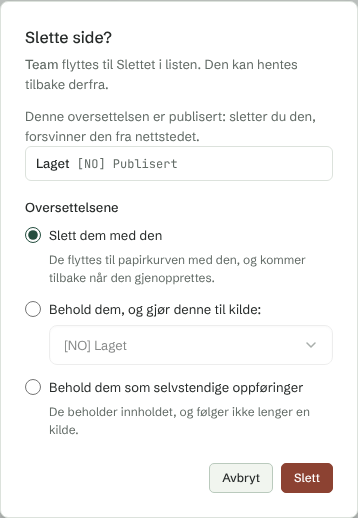 Slette side?
Team flyttes til Slettet i listen. Den kan hentes
tilbake derfra.
Denne oversettelsen er publisert: sletter du den,
forsvinner den fra nettstedet.
Laget [NO] Publisert
Oversettelsene
Slett dem med den
De flyttes til papirkurven med den, og kommer
tilbake når den gjenopprettes.
Behold dem, og gjør denne til kilde:
[NO] Laget
Behold dem som selvstendige oppføringer
De beholder innholdet, og følger ikke lenger en
kilde.
Avbryt
Slett